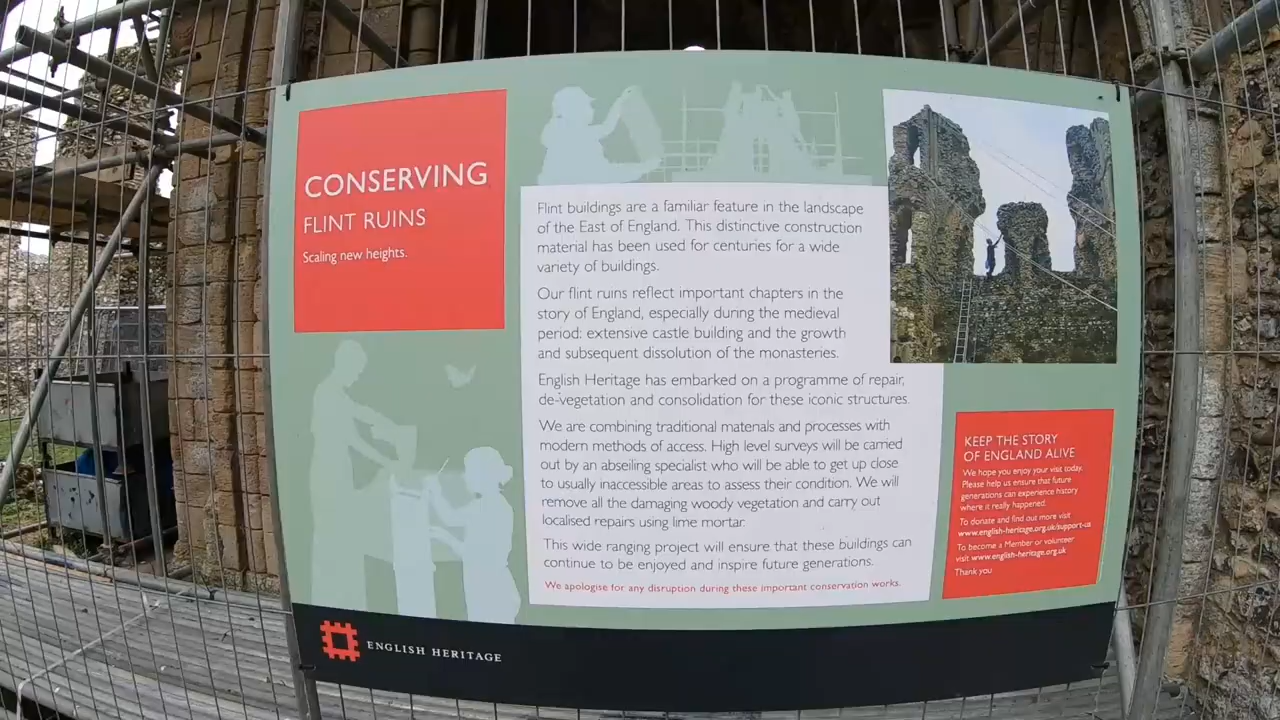 CONSERVING
FLINT RUINS
Scaling new heights.
Flint buildings are a familiar feature in the landscape
of the East of England. This distinctive construction
material has been used for centuries for a wide
variety of buildings.
Our flint ruins reflect important chapters in the
story of England, especially during the medieval
period: extensive castle building and the growth
and subsequent dissolution of the monasteries.
English Heritage has embarked on a programme of repair,
de-vegetation and consolidation for these iconic structures.
We are combining traditional materials and processes with
modern methods of access. High level surveys will be carried
out by an abseiling specialist who will be able to get up close
to usually inaccessible areas to assess their condition. We will
remove all the damaging woody vegetation and carry out
localised repairs using lime mortar.
This wide ranging project will ensure that these buildings can
continue to be enjoyed and inspire future generations.
We apologise for any disruption during these important conservation works.
KEEP THE STORY
OF ENGLAND ALIVE
We hope you enjoy your visit today.
Please help us ensure that future
generations can experience history
where it really happened.
To donate and find out more visit
www.english-heritage.org.uk/support-us
To become a Member or volunteer
visit www.english-heritage.org.uk
Thank you
ENGLISH HERITAGE